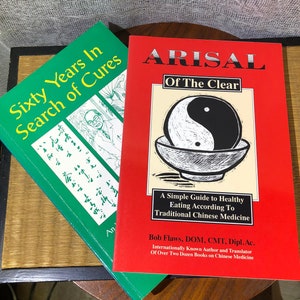 Sixty Years In
Search of Cures
An
ARISAL
Of The Clear
A Simple Guide to Healthy
Eating According To
Traditional Chinese Medicine
Bob Flaws, DOM, CMT, Dipl.Ac.
Internationally Known Author and Translator
Of Over Two Dozen Books on Chinese Medicine